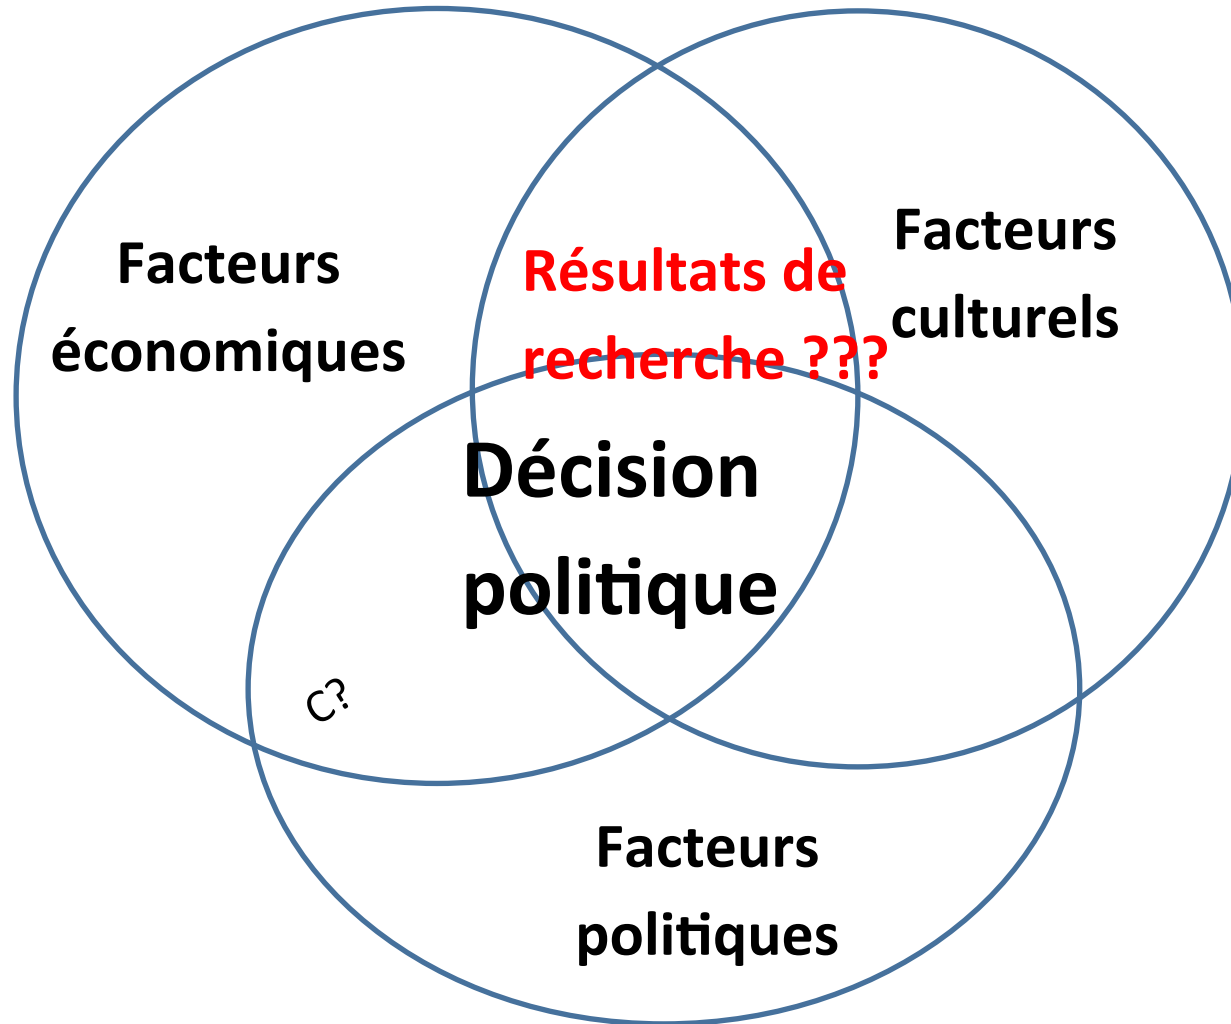 Facteurs
économiques
Résultats de
recherche ???
Facteurs
culturels
Décision
politique
C?
Facteurs
politiques